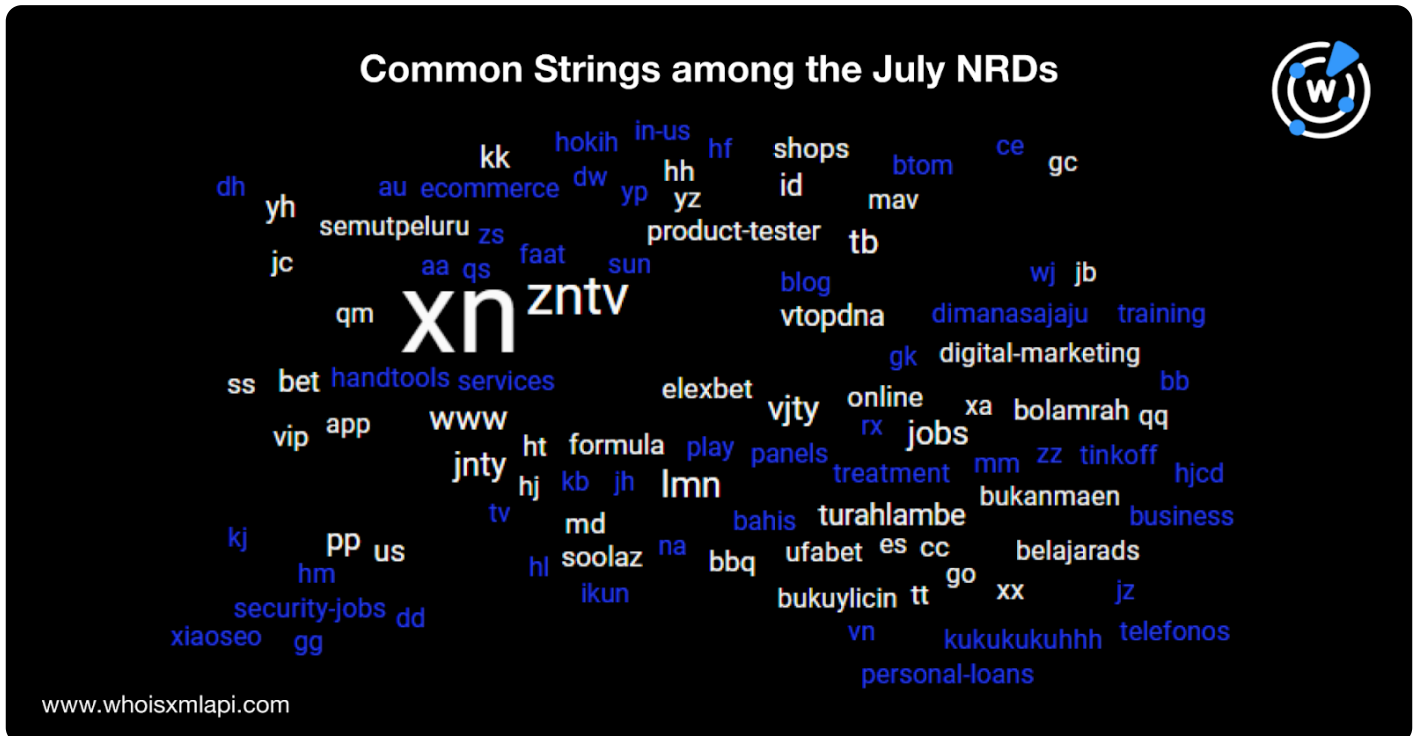 Common Strings among the July NRDs
W
in-us
hokih hf shops ce
kk hh btom gc
dh au ecommerce dw yp id
yh yz mav
semutpeluru zs product-tester tb
jc aa qs faat sun
wj jb
blog
qm xn zntv vtopdna dimanasajaju training
gk digital-marketing
ss bet handtools services elexbet bb
vjty online xa bolamrah qq
vip app www rx jobs
ht formula play panels zz tinkoff
jnty hj kb jh lmn treatment mm hjcd
bukanmaen
tv md bahis turahlambe business
kj pp us soolaz na bbq ufabet es cc belajarads
hm hl go
ikun bukuylicin tt xx jz
security-jobs dd
xiaoseo gg vn kukukukuhhh telefonos
personal-loans
www.whoisxmlapi.com